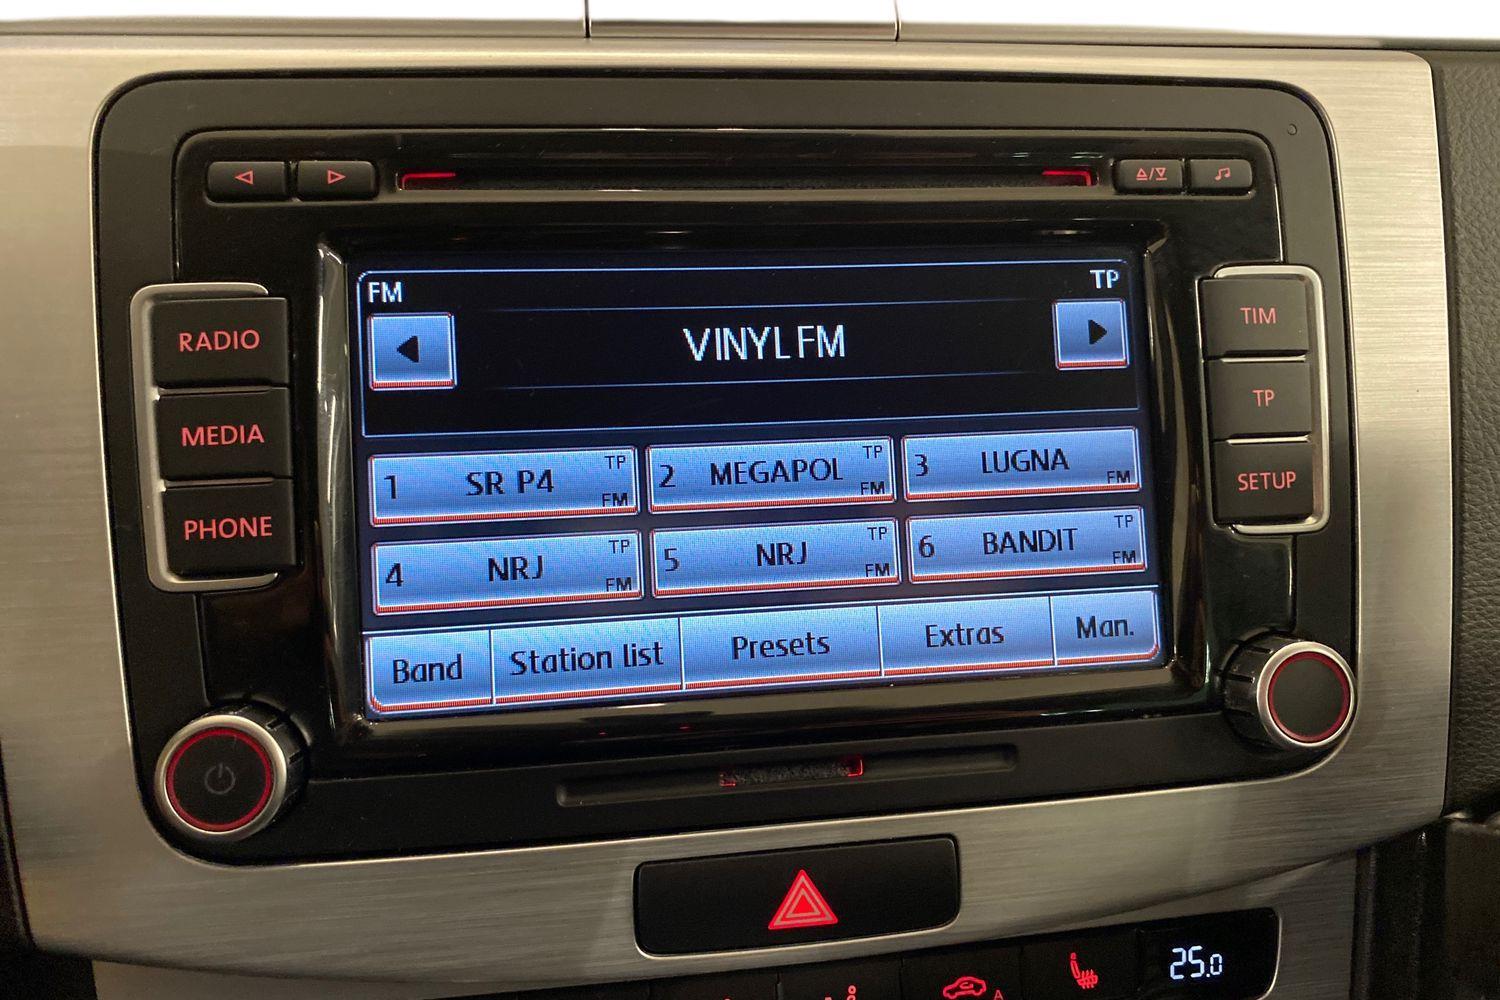 FM
TP
VINYL FM
RADIO
MEDIA
PHONE
TIM
TP
SETUP
1 SR P4 TP FM
2 MEGAPOL TP FM
3 LUGNA FM
4 NRJ TP FM
5 NRJ TP FM
6 BANDIT TP FM
Band Station list Presets Extras Man.
25.0
A